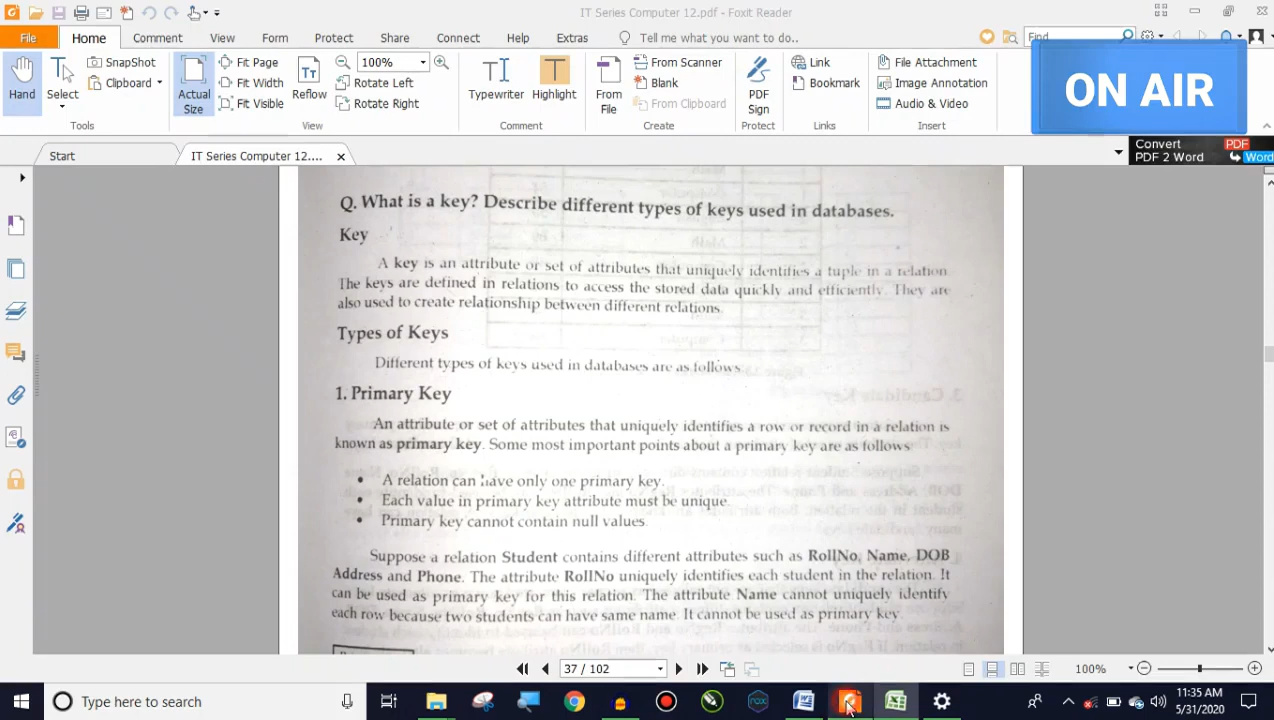 IT Series Computer 12.pdf - Foxit Reader
File Home Comment View Form Protect Share Connect Help Extras Tell me what you want to do.. Find
Hand
Select
SnapShot
Clipboard
Tools
Actual Size
Fit Page
Fit Width
Fit Visible
Reflow
100%
Rotate Left
Rotate Right
View
Typewriter
Highlight
Comment
From File
From Scanner
Blank
From Clipboard
Create
PDF Sign
Protect
Link
Bookmark
Links
File Attachment
Image Annotation
Audio & Video
Insert
ON AIR
Start
IT Series Computer 12....
Convert PDF
PDF 2 Word Word
Q. What is a key? Describe different types of keys used in databases.
Key
A key is an attribute or set of attributes that uniquely identifies a tuple in a relation.
The keys are defined in relations to access the stored data quickly and efficiently. They are
also used to create relationship between different relations.
Types of Keys
Different types of keys used in databases are as follows.
1. Primary Key
An attribute or set of attributes that uniquely identifies a row or record in a relation is
known as primary key. Some most important points about a primary key are as follows:
• A relation can have only one primary key.
• Each value in primary key attribute must be unique.
• Primary key cannot contain null values.
Suppose a relation Student contains different attributes such as RollNo, Name, DOB
Address and Phone. The attribute RollNo uniquely identifies each student in the relation. It
can be used as primary key for this relation. The attribute Name cannot uniquely identify
each row because two students can have same name. It cannot be used as primary key.
37 / 102
100%
Type here to search
11:35 AM
5/31/2020